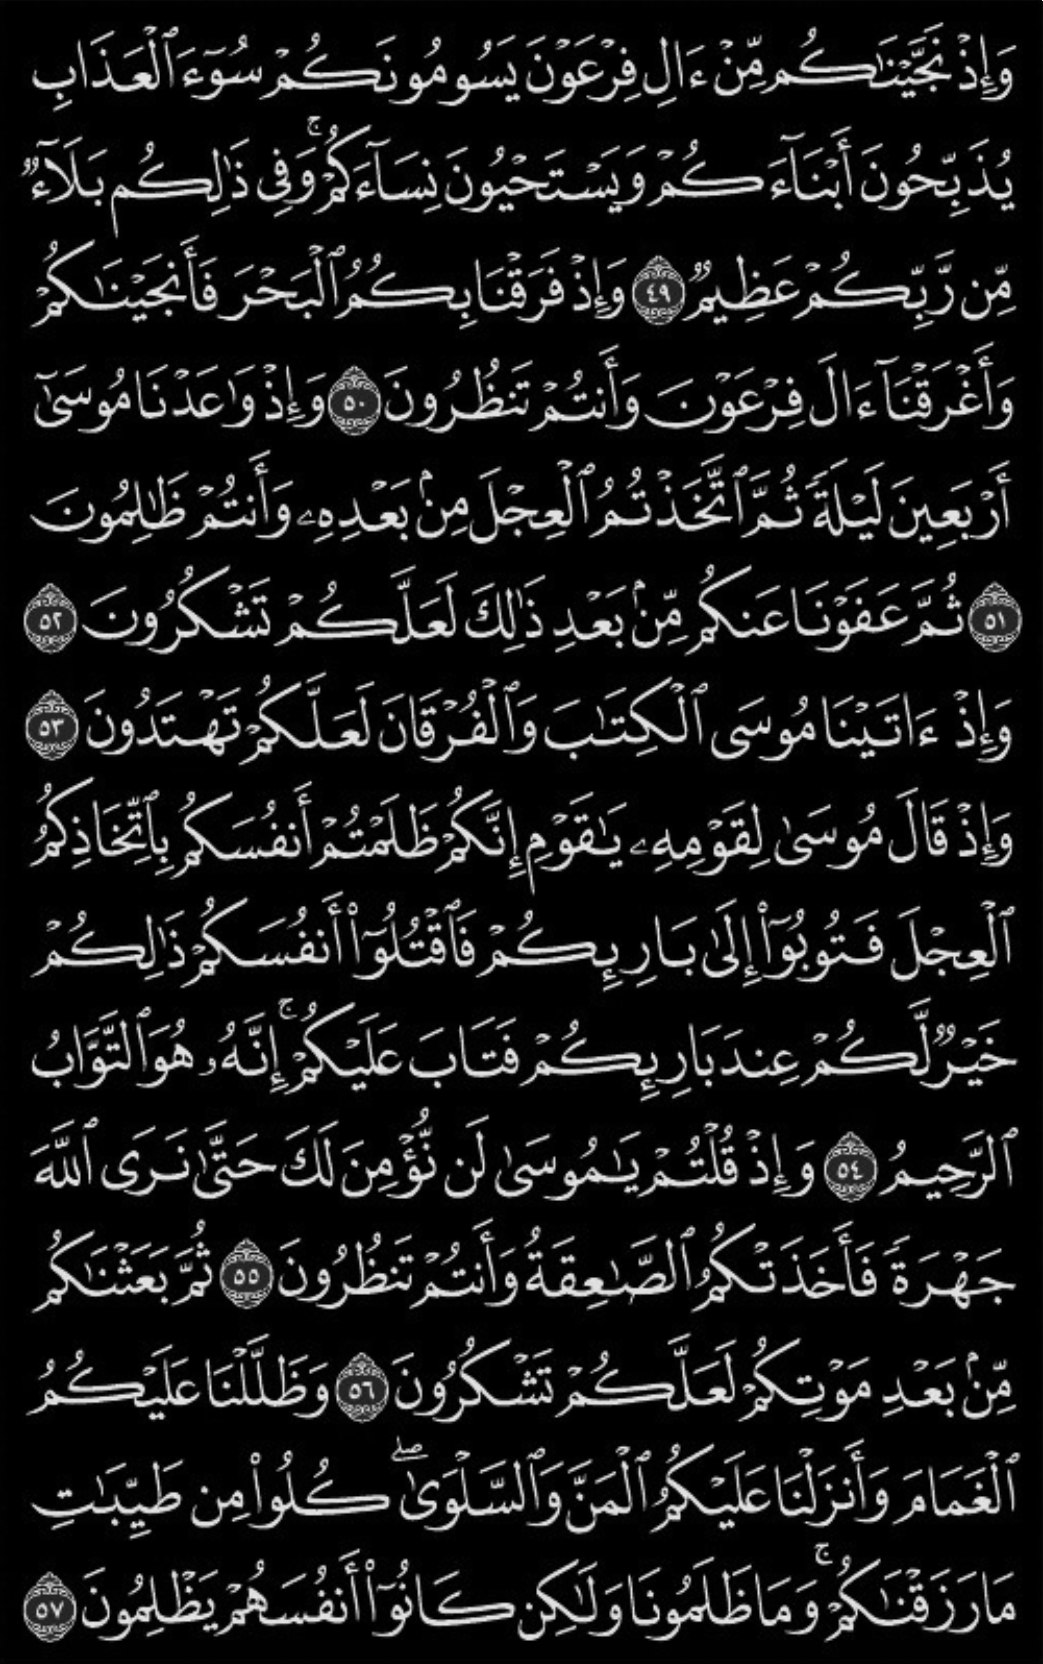 وَإِذْ نَجَّيْنَٰكُم مِّنْ ءَالِ فِرْعَوْنَ يَسُومُونَكُمْ سُوٓءَ ٱلْعَذَابِ
يُذَبِّحُونَ أَبْنَآءَكُمْ وَيَسْتَحْيُونَ نِسَآءَكُمْ ۚ وَفِى ذَٰلِكُم بَلَآءٌ
مِّن رَّبِّكُمْ عَظِيمٌ ٤٩ وَإِذْ فَرَقْنَا بِكُمُ ٱلْبَحْرَ فَأَنجَيْنَٰكُمْ
وَأَغْرَقْنَآ ءَالَ فِرْعَوْنَ وَأَنتُمْ تَنظُرُونَ ٥٠ وَإِذْ وَٰعَدْنَا مُوسَىٰٓ
أَرْبَعِينَ لَيْلَةً ثُمَّ ٱتَّخَذْتُمُ ٱلْعِجْلَ مِنۢ بَعْدِهِۦ وَأَنتُمْ ظَٰلِمُونَ
٥١ ثُمَّ عَفَوْنَا عَنكُم مِّنۢ بَعْدِ ذَٰلِكَ لَعَلَّكُمْ تَشْكُرُونَ ٥٢
وَإِذْ ءَاتَيْنَا مُوسَى ٱلْكِتَٰبَ وَٱلْفُرْقَانَ لَعَلَّكُمْ تَهْتَدُونَ ٥٣
وَإِذْ قَالَ مُوسَىٰ لِقَوْمِهِۦ يَٰقَوْمِ إِنَّكُمْ ظَلَمْتُمْ أَنفُسَكُم بِٱتِّخَاذِكُمُ
ٱلْعِجْلَ فَتُوبُوٓا۟ إِلَىٰ بَارِئِكُمْ فَٱقْتُلُوٓا۟ أَنفُسَكُمْ ذَٰلِكُمْ
خَيْرٌ لَّكُمْ عِندَ بَارِئِكُمْ فَتَابَ عَلَيْكُمْ ۚ إِنَّهُۥ هُوَ ٱلتَّوَّابُ
ٱلرَّحِيمُ ٥٤ وَإِذْ قُلْتُمْ يَٰمُوسَىٰ لَن نُّؤْمِنَ لَكَ حَتَّىٰ نَرَى ٱللَّهَ
جَهْرَةً فَأَخَذَتْكُمُ ٱلصَّٰعِقَةُ وَأَنتُمْ تَنظُرُونَ ٥٥ ثُمَّ بَعَثْنَٰكُم
مِّنۢ بَعْدِ مَوْتِكُمْ لَعَلَّكُمْ تَشْكُرُونَ ٥٦ وَظَلَّلْنَا عَلَيْكُمُ
ٱلْغَمَامَ وَأَنزَلْنَا عَلَيْكُمُ ٱلْمَنَّ وَٱلسَّلْوَىٰ ۖ كُلُوا۟ مِن طَيِّبَٰتِ
مَا رَزَقْنَٰكُمْ ۚ وَمَا ظَلَمُونَا وَلَٰكِن كَانُوٓا۟ أَنفُسَهُمْ يَظْلِمُونَ ٥٧